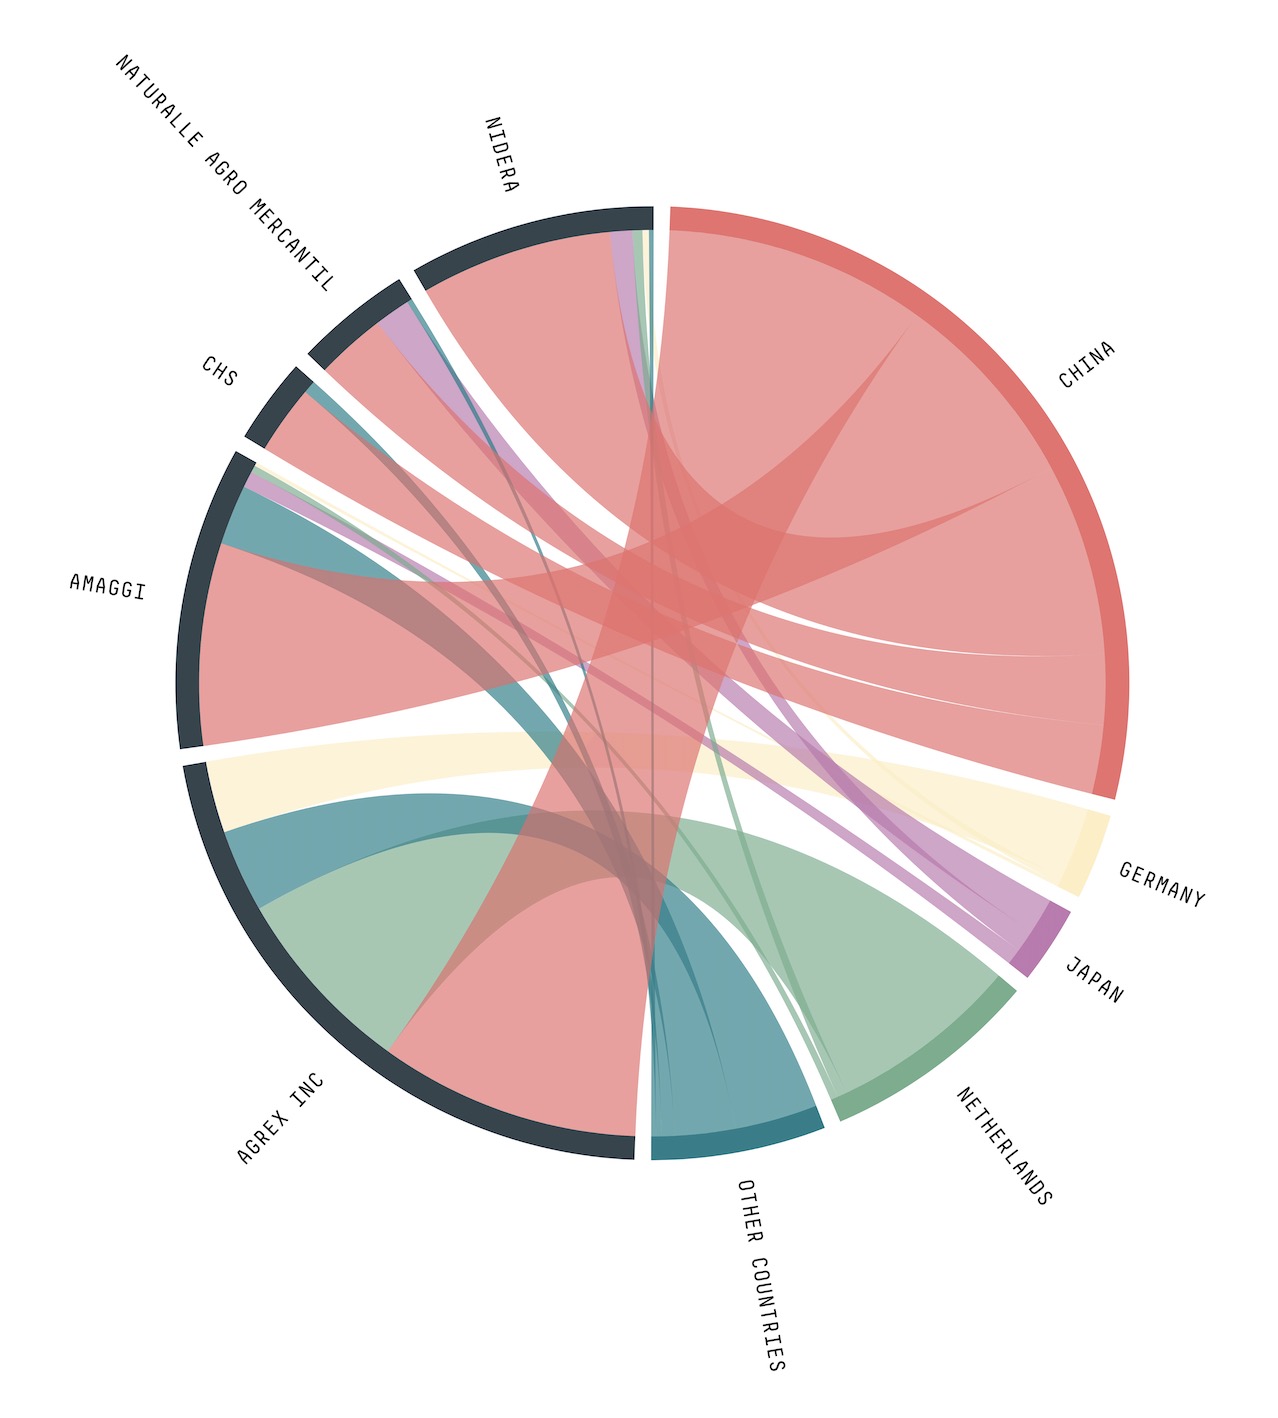 NATURALLE AGRO MERCANTIL
NIDERA
CHINA
CHS
AMAGGI
GERMANY
JAPAN
AGREX INC
NETHERLANDS
OTHER COUNTRIES